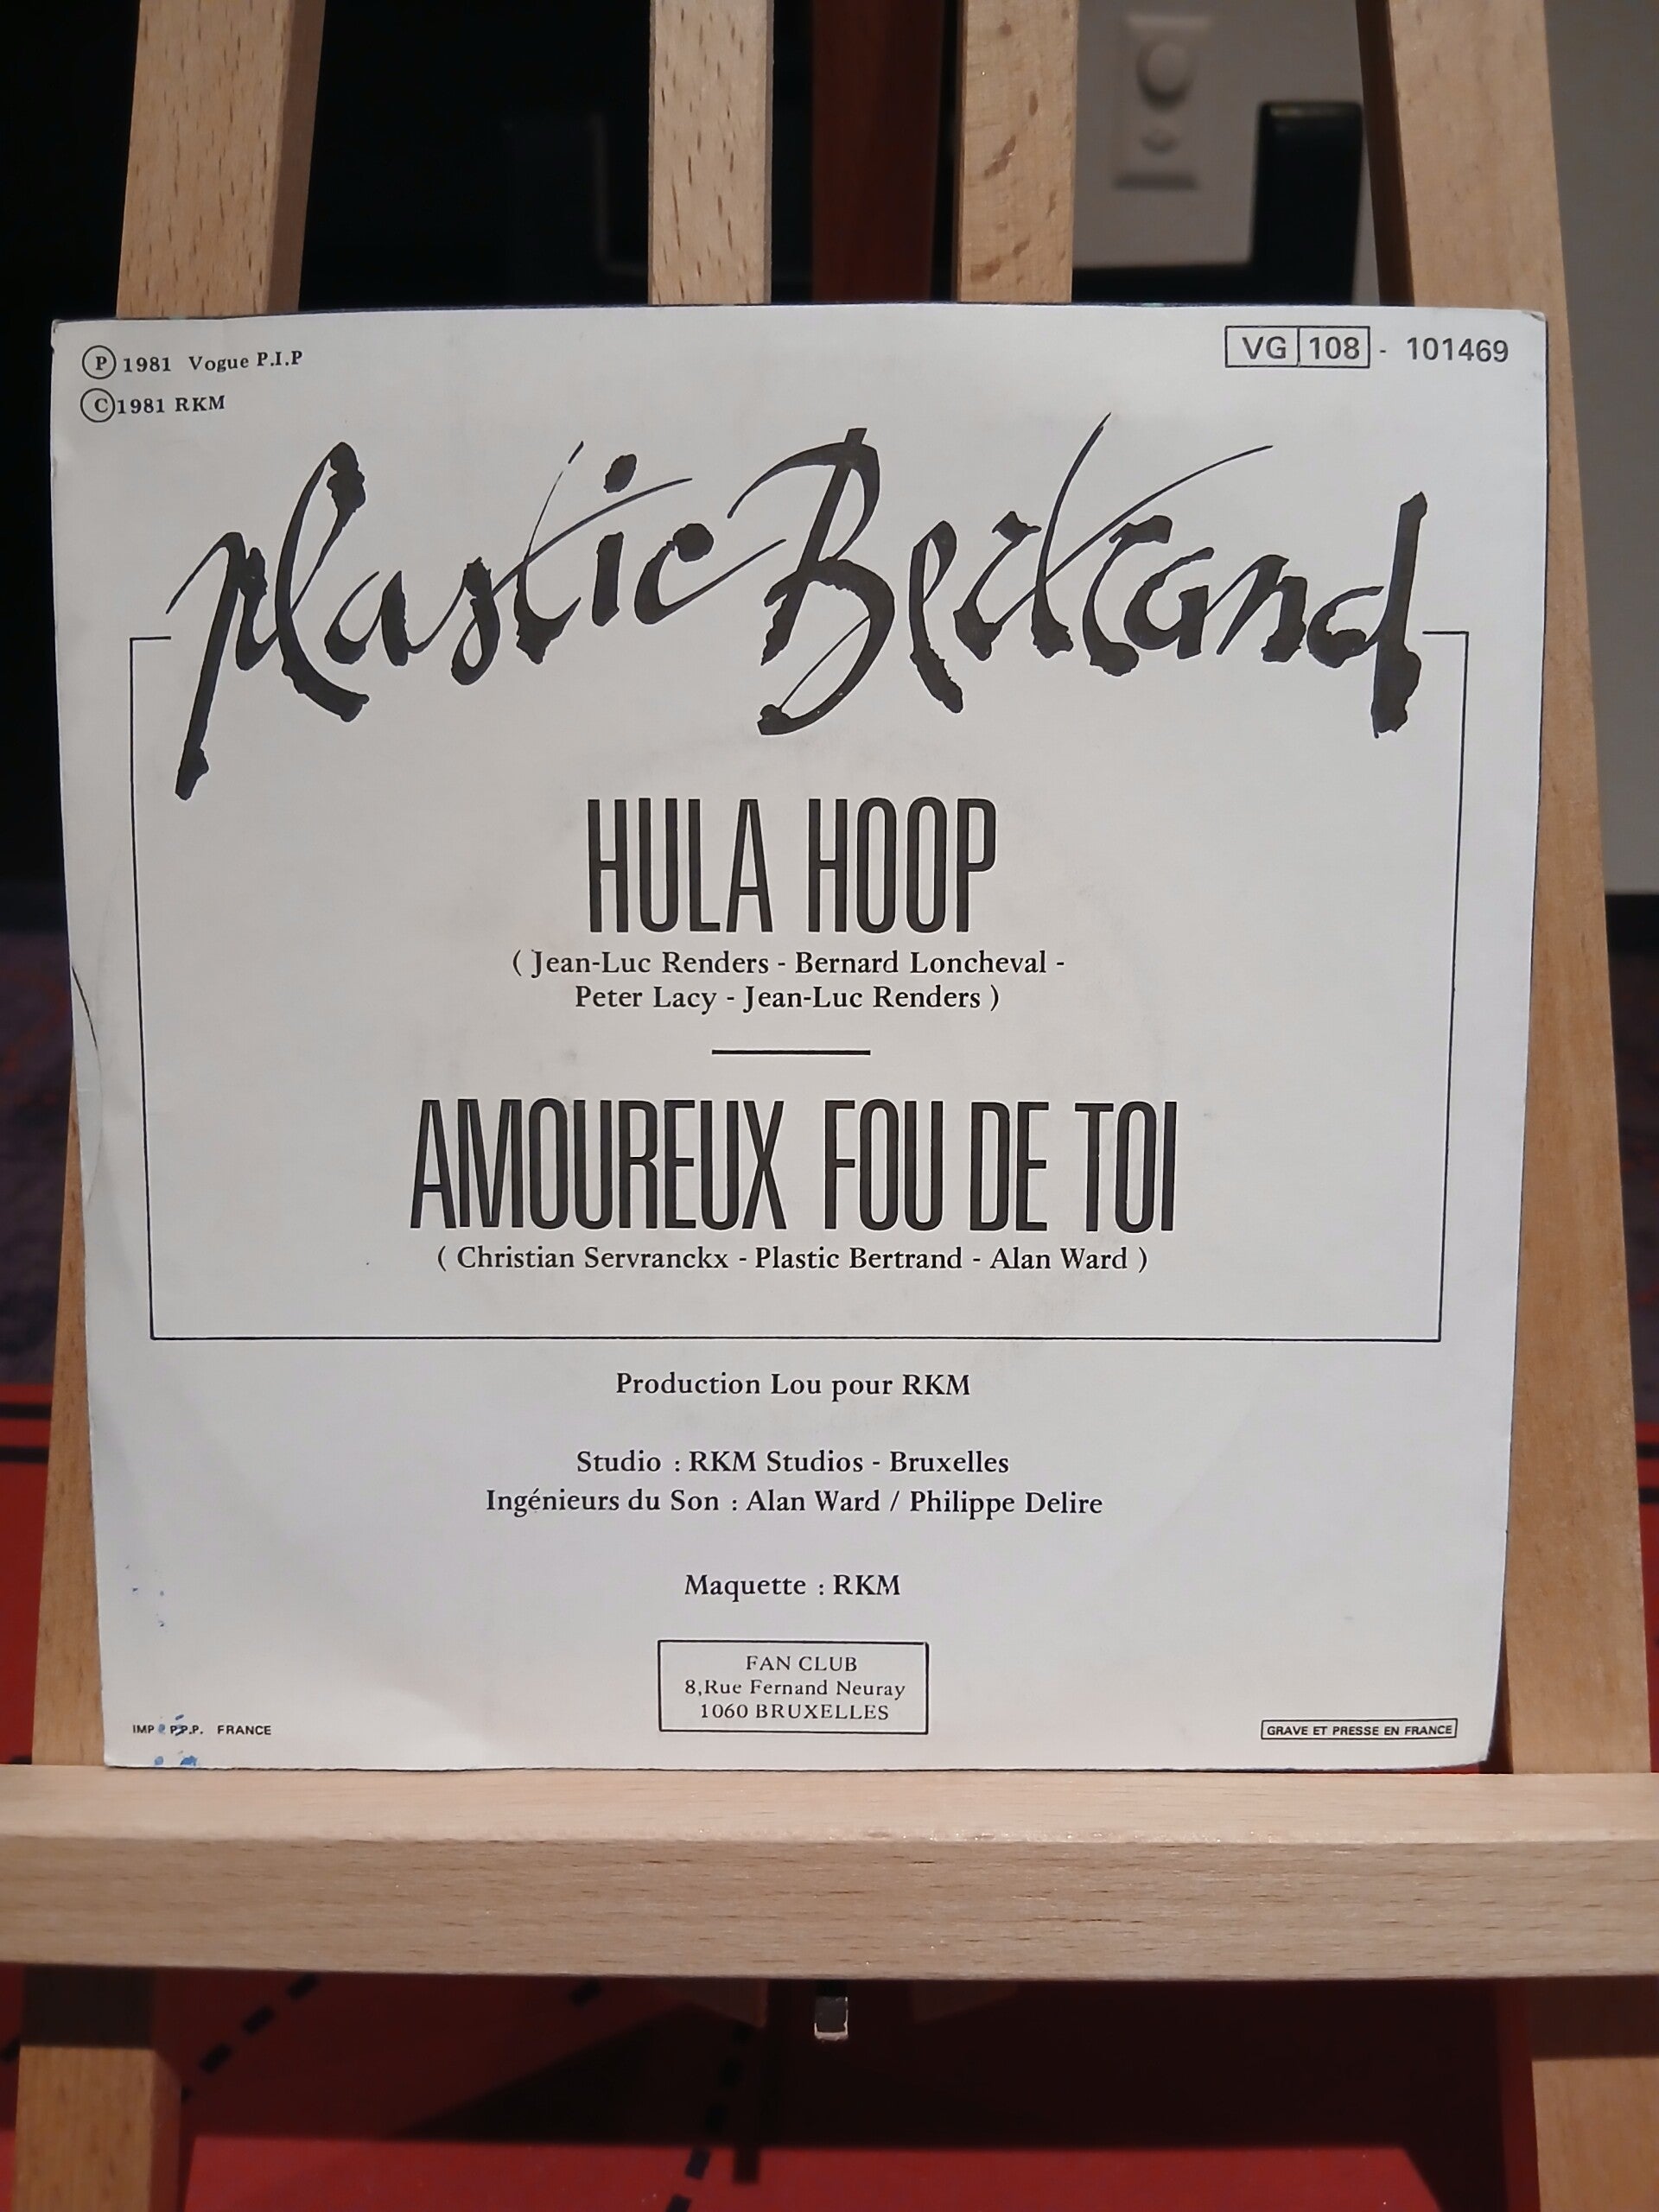 Ⓟ 1981 Vogue P.I.P
© 1981 RKM
VG 108 - 101469
Plastic Bertrand
HULA HOOP
( Jean-Luc Renders - Bernard Loncheval -
Peter Lacy - Jean-Luc Renders )
AMOUREUX FOU DE TOI
( Christian Servranckx - Plastic Bertrand - Alan Ward )
Production Lou pour RKM
Studio : RKM Studios - Bruxelles
Ingénieurs du Son : Alan Ward / Philippe Delire
Maquette : RKM
FAN CLUB
8,Rue Fernand Neuray
1060 BRUXELLES
IMP P.P.P. FRANCE
GRAVE ET PRESSE EN FRANCE